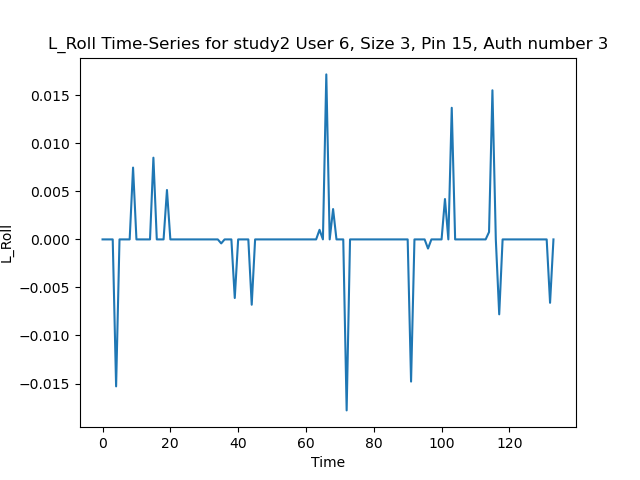 L_Roll Time-Series for study2 User 6, Size 3, Pin 15, Auth number 3
0.015
0.010
0.005
0.000
−0.005
−0.010
−0.015
L_Roll
0 20 40 60 80 100 120
Time